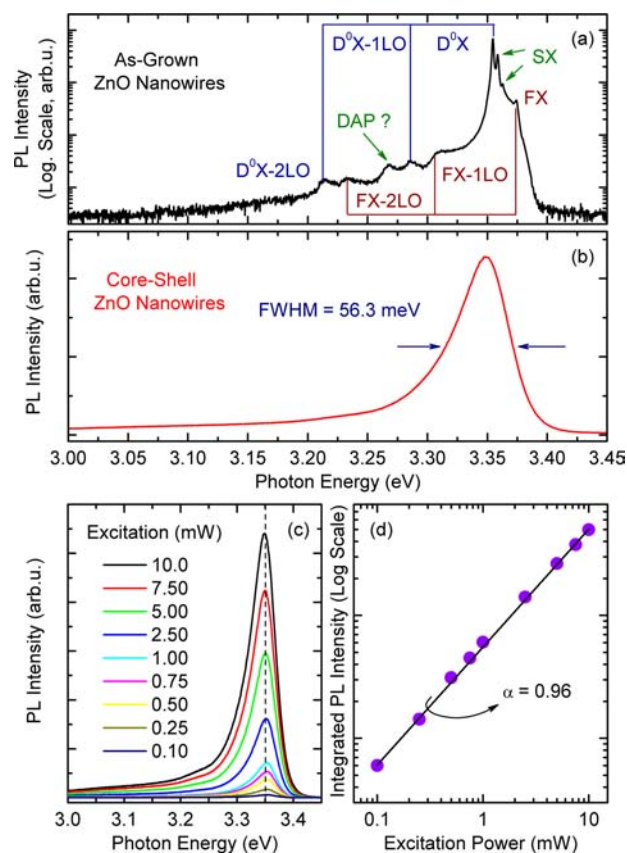 D⁰X-1LO D⁰X (a)
As-Grown
ZnO Nanowires
SX
FX
DAP ?
D⁰X-2LO
FX-2LO FX-1LO
PL Intensity
(Log. Scale, arb.u.)
(b)
Core-Shell
ZnO Nanowires
FWHM = 56.3 meV
PL Intensity (arb.u.)
3.00 3.05 3.10 3.15 3.20 3.25 3.30 3.35 3.40 3.45
Photon Energy (eV)
Excitation (mW) (c)
10.0
7.50
5.00
2.50
1.00
0.75
0.50
0.25
0.10
PL Intensity (arb.u.)
3.0 3.1 3.2 3.3 3.4
Photon Energy (eV)
(d)
α = 0.96
Integrated PL Intensity (Log Scale)
0.1 1 10
Excitation Power (mW)